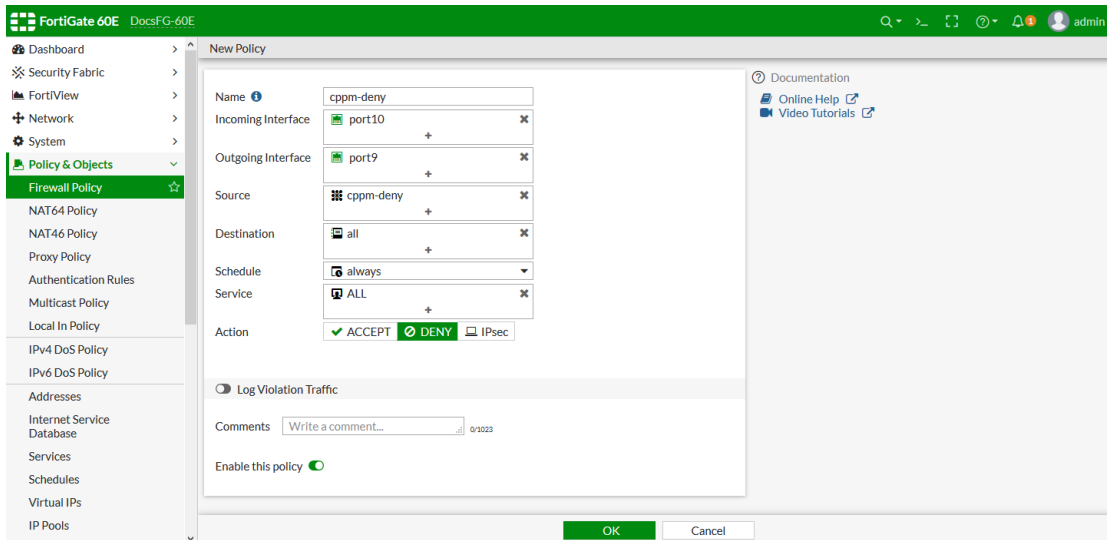 FortiGate 60E DocsFG-60E
1 admin
Dashboard
Security Fabric
FortiView
Network
System
Policy & Objects
Firewall Policy
NAT64 Policy
NAT46 Policy
Proxy Policy
Authentication Rules
Multicast Policy
Local In Policy
IPv4 DoS Policy
IPv6 DoS Policy
Addresses
Internet Service
Database
Services
Schedules
Virtual IPs
IP Pools
New Policy
Name cppm-deny
Incoming Interface port10
+
Outgoing Interface port9
+
Source cppm-deny
+
Destination all
+
Schedule always
Service ALL
+
Action ACCEPT DENY IPsec
Log Violation Traffic
Comments Write a comment... 0/1023
Enable this policy
OK Cancel
Documentation
Online Help
Video Tutorials